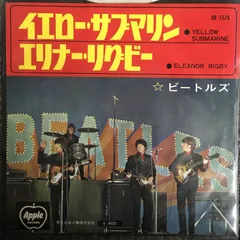 AR-1578
イエロー・サブマリン
● YELLOW SUBMARINE
エリナー・リグビー
● ELEANOR RIGBY
☆ ビートルズ
BEATLES
Apple